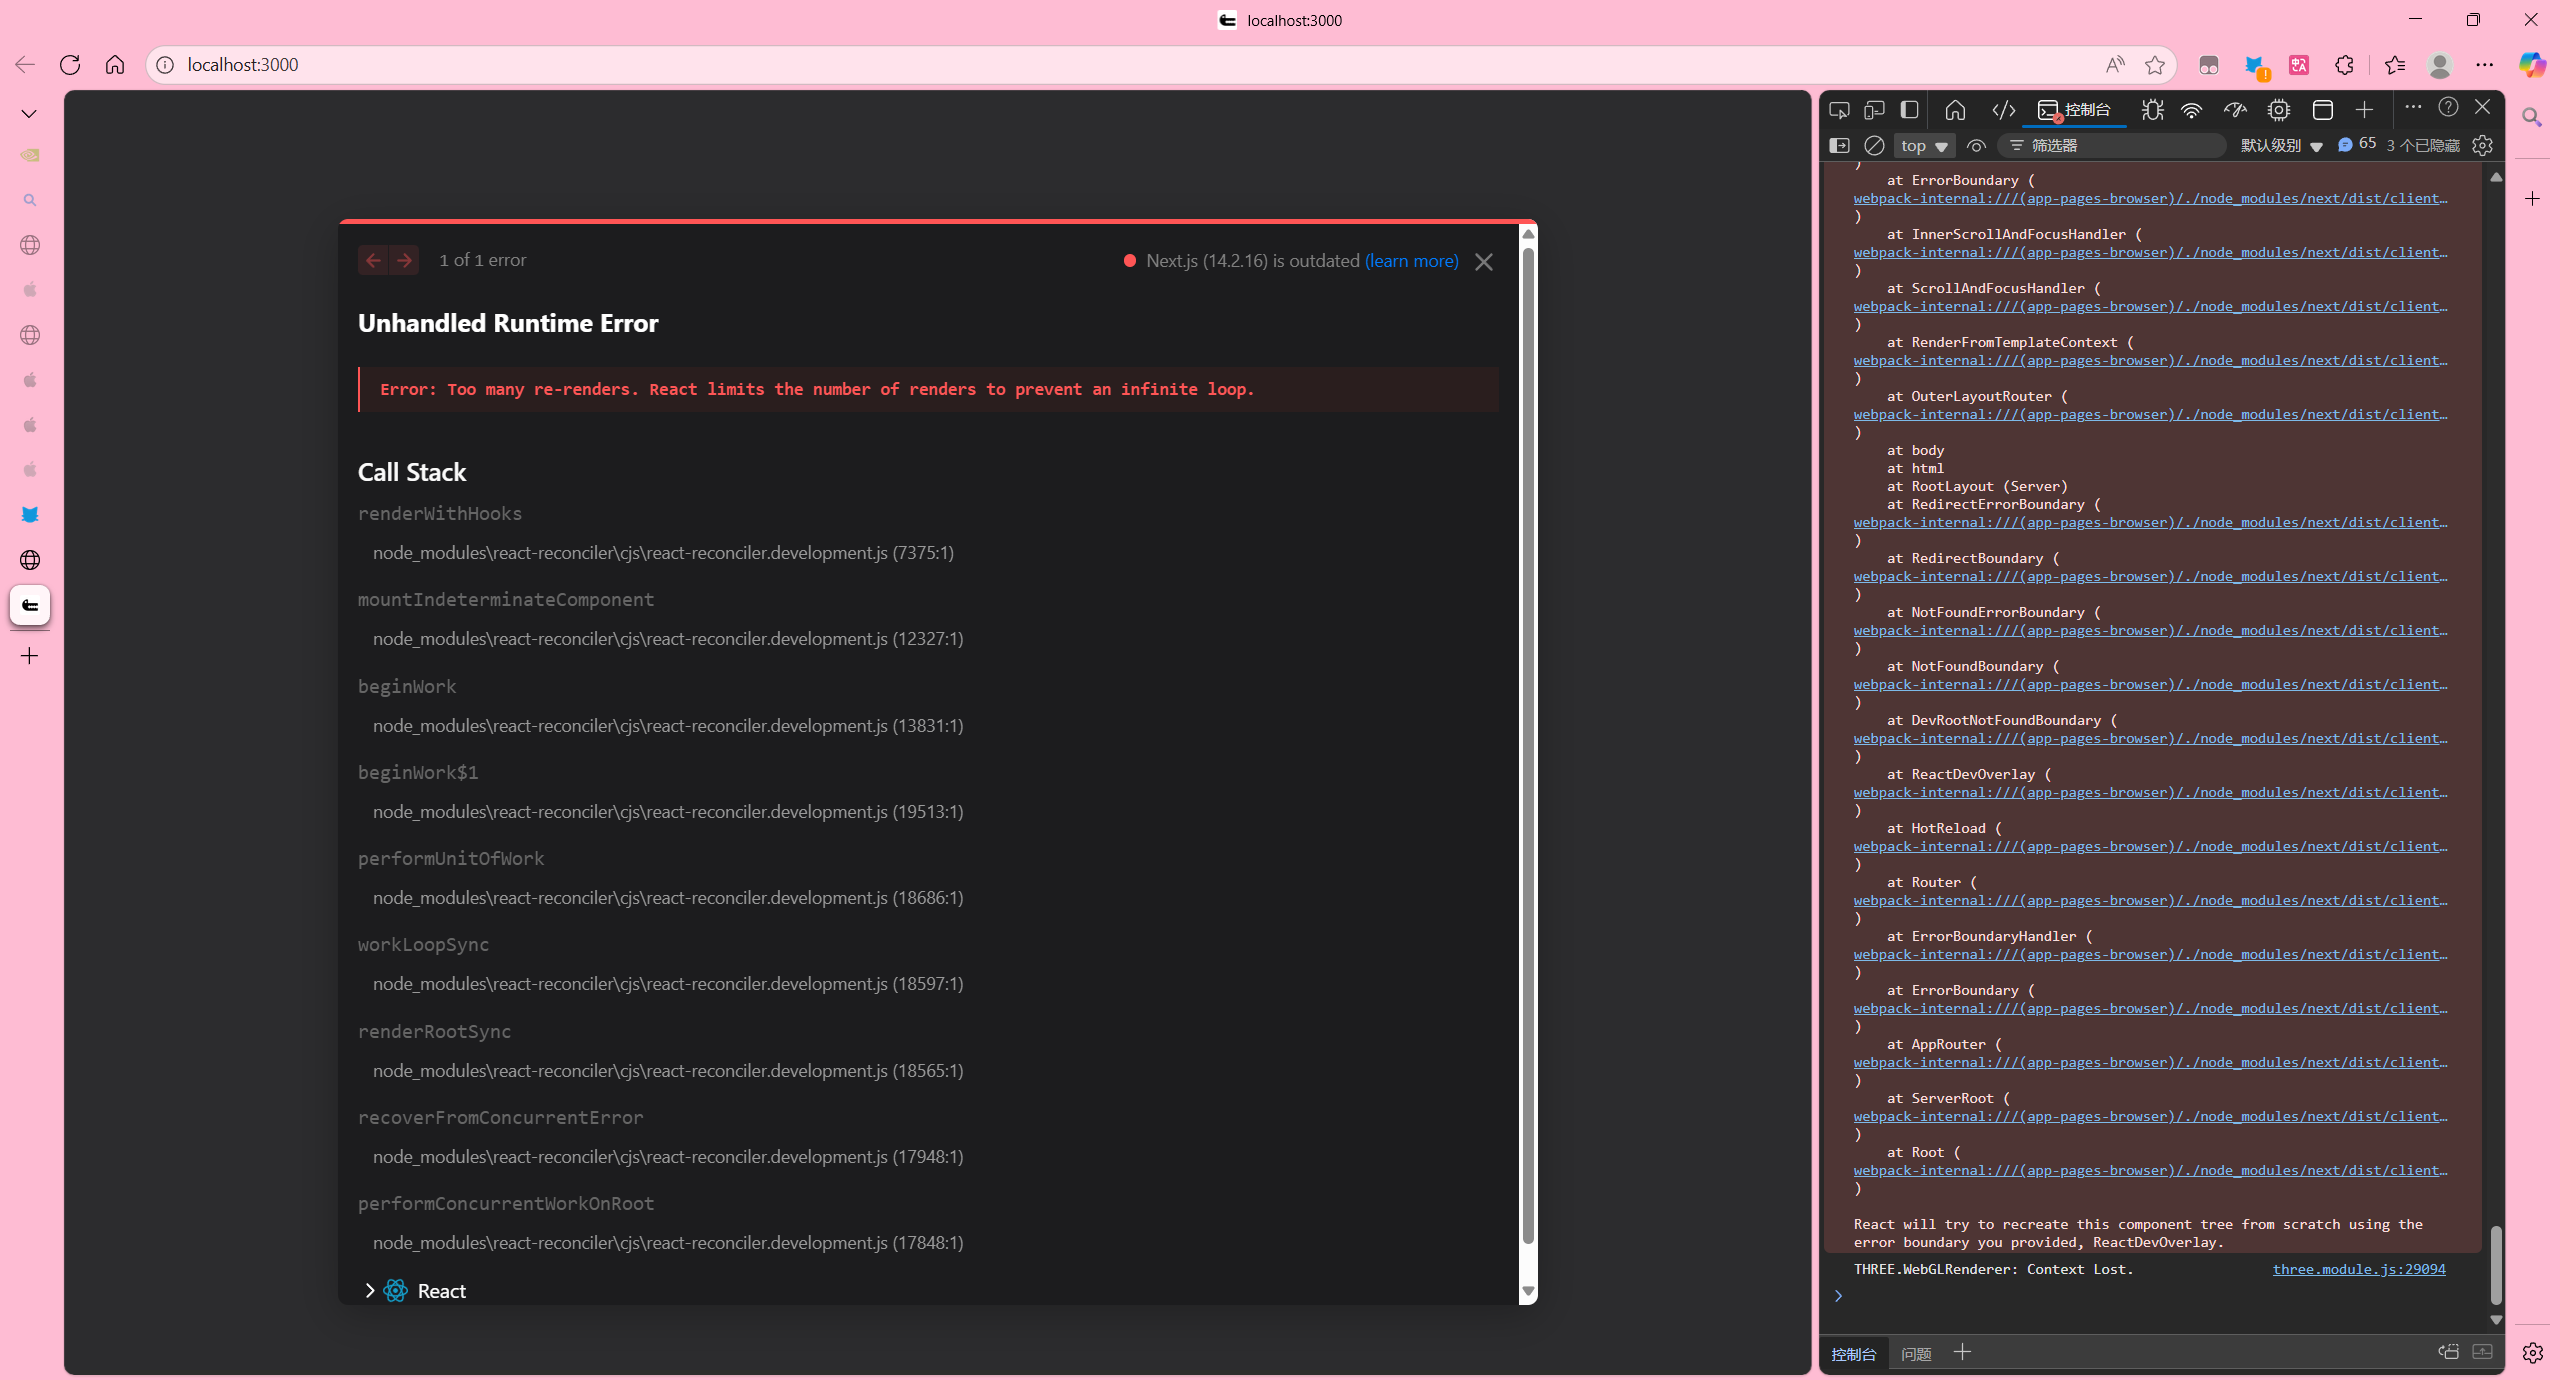 localhost:3000
localhost:3000
1 of 1 error
Next.js (14.2.16) is outdated (learn more)
Unhandled Runtime Error
Error: Too many re-renders. React limits the number of renders to prevent an infinite loop.
Call Stack
renderWithHooks
node_modules\react-reconciler\cjs\react-reconciler.development.js (7375:1)
mountIndeterminateComponent
node_modules\react-reconciler\cjs\react-reconciler.development.js (12327:1)
beginWork
node_modules\react-reconciler\cjs\react-reconciler.development.js (13831:1)
beginWork$1
node_modules\react-reconciler\cjs\react-reconciler.development.js (19513:1)
performUnitOfWork
node_modules\react-reconciler\cjs\react-reconciler.development.js (18686:1)
workLoopSync
node_modules\react-reconciler\cjs\react-reconciler.development.js (18597:1)
renderRootSync
node_modules\react-reconciler\cjs\react-reconciler.development.js (18565:1)
recoverFromConcurrentError
node_modules\react-reconciler\cjs\react-reconciler.development.js (17948:1)
performConcurrentWorkOnRoot
node_modules\react-reconciler\cjs\react-reconciler.development.js (17848:1)
React
控制台
top
筛选器
默认级别
65
3 个已隐藏
)
at ErrorBoundary (
webpack-internal:///(app-pages-browser)/./node_modules/next/dist/client…
)
at InnerScrollAndFocusHandler (
webpack-internal:///(app-pages-browser)/./node_modules/next/dist/client…
)
at ScrollAndFocusHandler (
webpack-internal:///(app-pages-browser)/./node_modules/next/dist/client…
)
at RenderFromTemplateContext (
webpack-internal:///(app-pages-browser)/./node_modules/next/dist/client…
)
at OuterLayoutRouter (
webpack-internal:///(app-pages-browser)/./node_modules/next/dist/client…
)
at body
at html
at RootLayout (Server)
at RedirectErrorBoundary (
webpack-internal:///(app-pages-browser)/./node_modules/next/dist/client…
)
at RedirectBoundary (
webpack-internal:///(app-pages-browser)/./node_modules/next/dist/client…
)
at NotFoundErrorBoundary (
webpack-internal:///(app-pages-browser)/./node_modules/next/dist/client…
)
at NotFoundBoundary (
webpack-internal:///(app-pages-browser)/./node_modules/next/dist/client…
)
at DevRootNotFoundBoundary (
webpack-internal:///(app-pages-browser)/./node_modules/next/dist/client…
)
at ReactDevOverlay (
webpack-internal:///(app-pages-browser)/./node_modules/next/dist/client…
)
at HotReload (
webpack-internal:///(app-pages-browser)/./node_modules/next/dist/client…
)
at Router (
webpack-internal:///(app-pages-browser)/./node_modules/next/dist/client…
)
at ErrorBoundaryHandler (
webpack-internal:///(app-pages-browser)/./node_modules/next/dist/client…
)
at ErrorBoundary (
webpack-internal:///(app-pages-browser)/./node_modules/next/dist/client…
)
at AppRouter (
webpack-internal:///(app-pages-browser)/./node_modules/next/dist/client…
)
at ServerRoot (
webpack-internal:///(app-pages-browser)/./node_modules/next/dist/client…
)
at Root (
webpack-internal:///(app-pages-browser)/./node_modules/next/dist/client…
)
React will try to recreate this component tree from scratch using the
error boundary you provided, ReactDevOverlay.
THREE.WebGLRenderer: Context Lost.
three.module.js:29094
控制台
问题